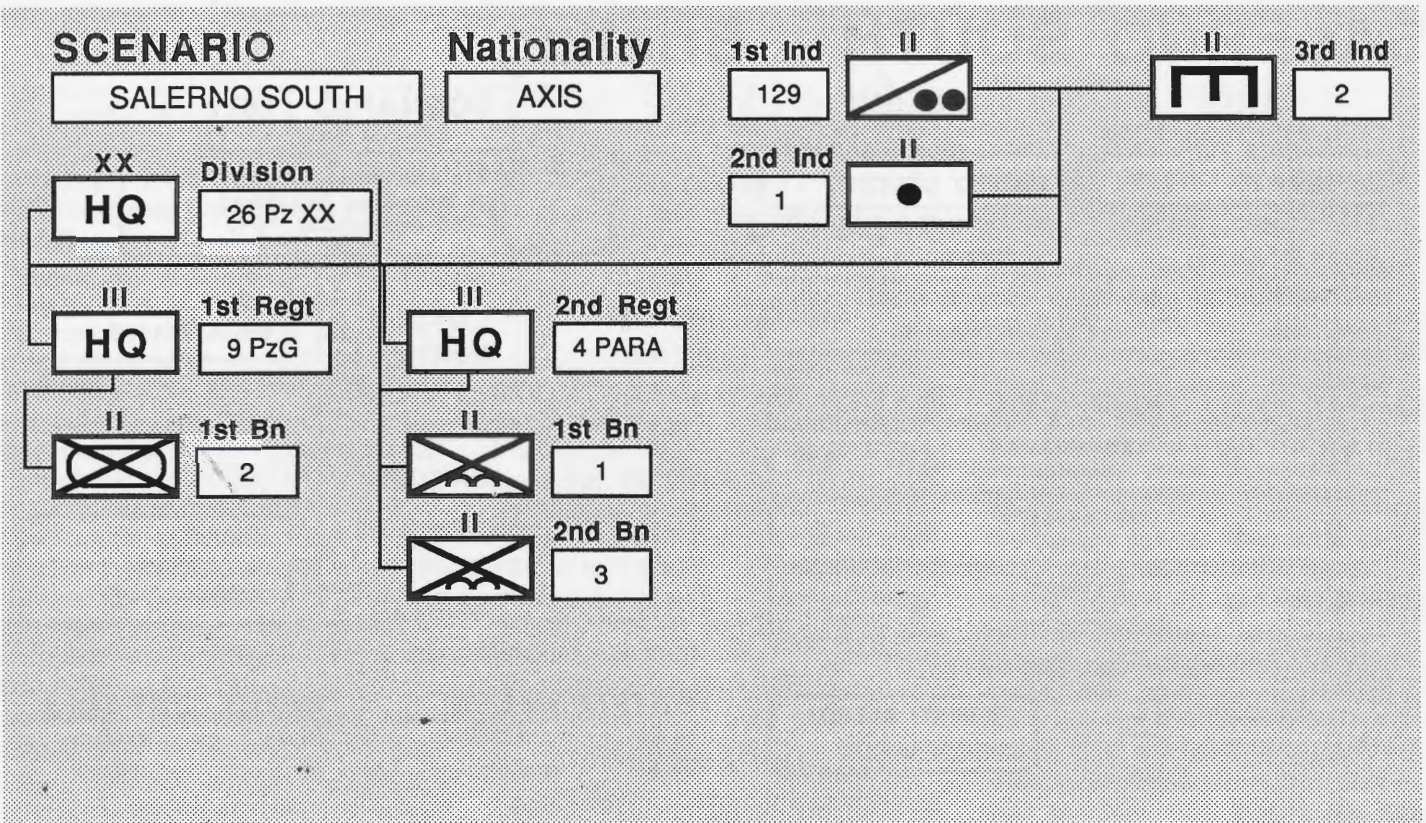 SCENARIO Nationality 1st Ind II II 3rd Ind
SALERNO SOUTH AXIS 129 2
XX Division 2nd Ind II
HQ 26 Pz XX 1
III 1st Regt III 2nd Regt
HQ 9 PzG HQ 4 PARA
II 1st Bn II 1st Bn
2 1
II 2nd Bn
3